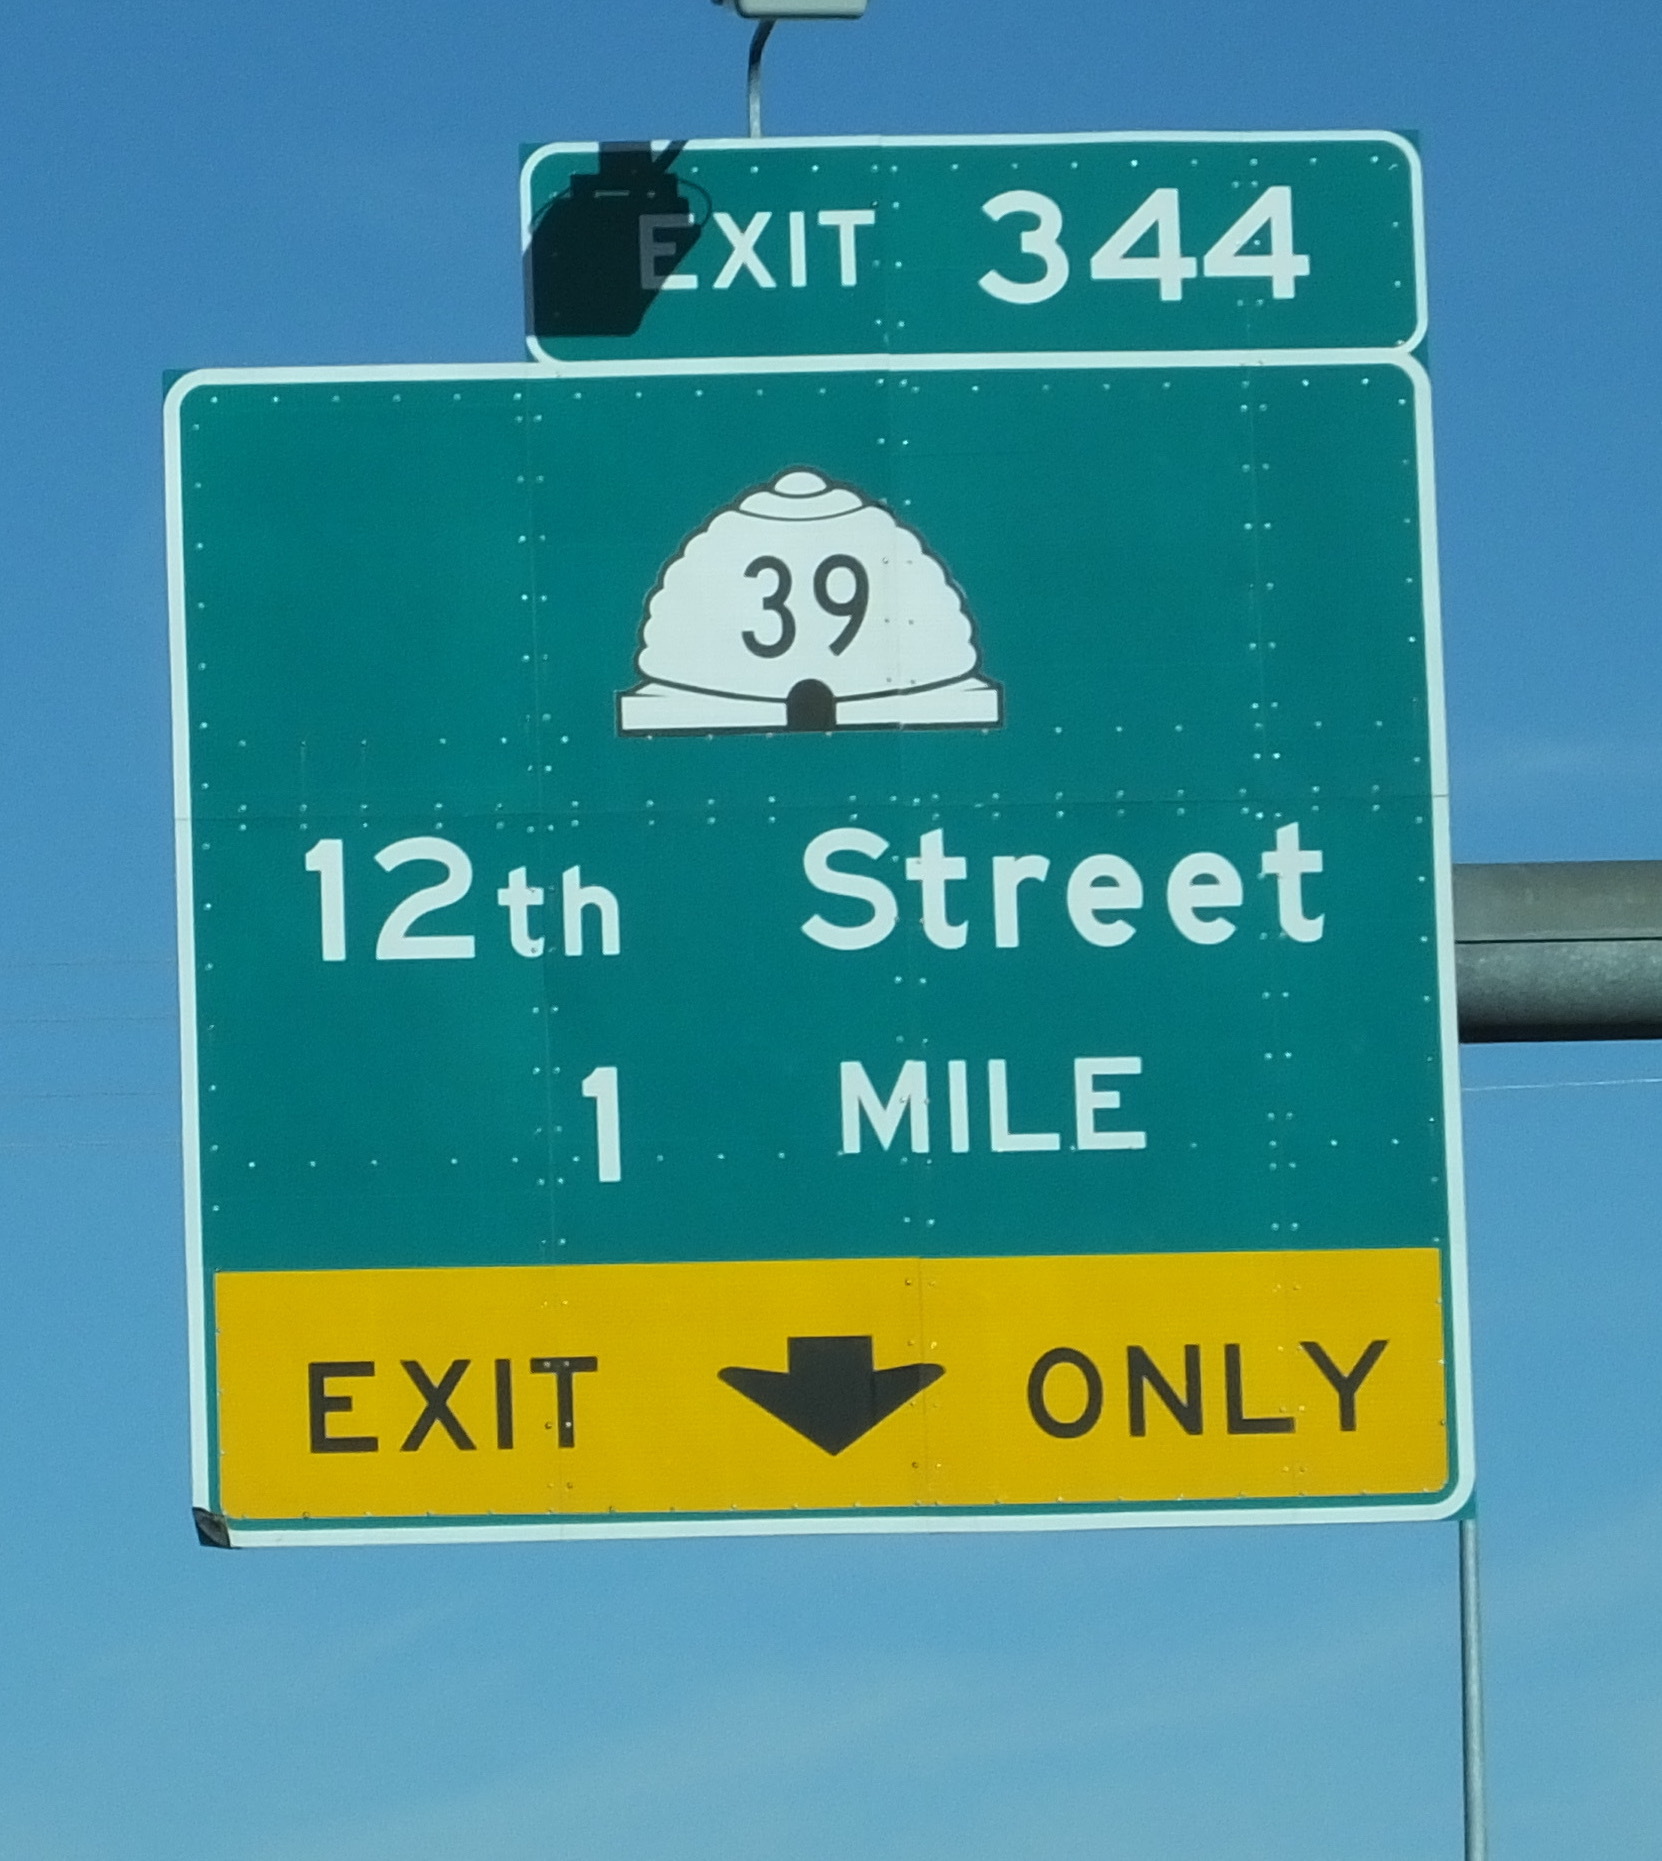 EXIT 344
39
12th Street
1 MILE
EXIT ONLY